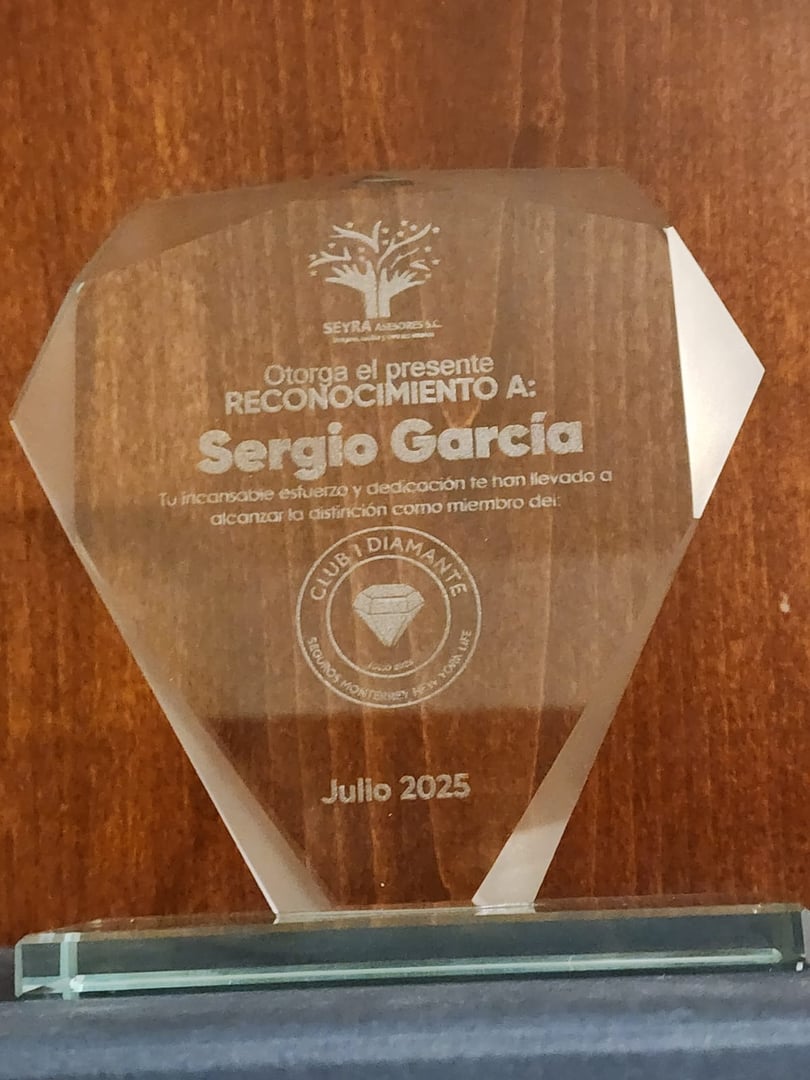 SEYRA ASESORES S.C.
Otorga el presente
RECONOCIMIENTO A:
Sergio García
Tu incansable esfuerzo y dedicación te han llevado a
alcanzar la distinción como miembro del:
CLUB 1 DIAMANTE
SEGUROS MONTERREY NEW YORK LIFE
Julio 2025